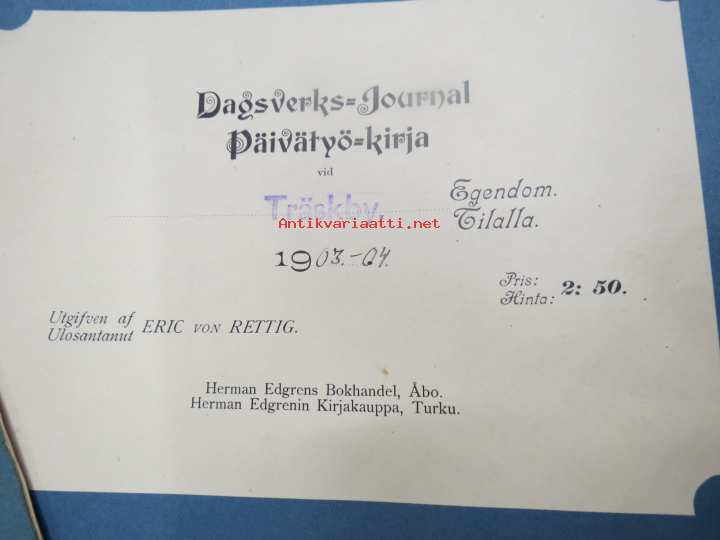 Dagsverks=Journal
Päivätyö=kirja
vid
Träskby. Egendom.
Tilalla.
Antikvariaatti.net
1903.-04.
Pris:
Hinta: 2: 50.
Utgifven af
Ulosantanut ERIC VON RETTIG.
Herman Edgrens Bokhandel, Åbo.
Herman Edgrenin Kirjakauppa, Turku.